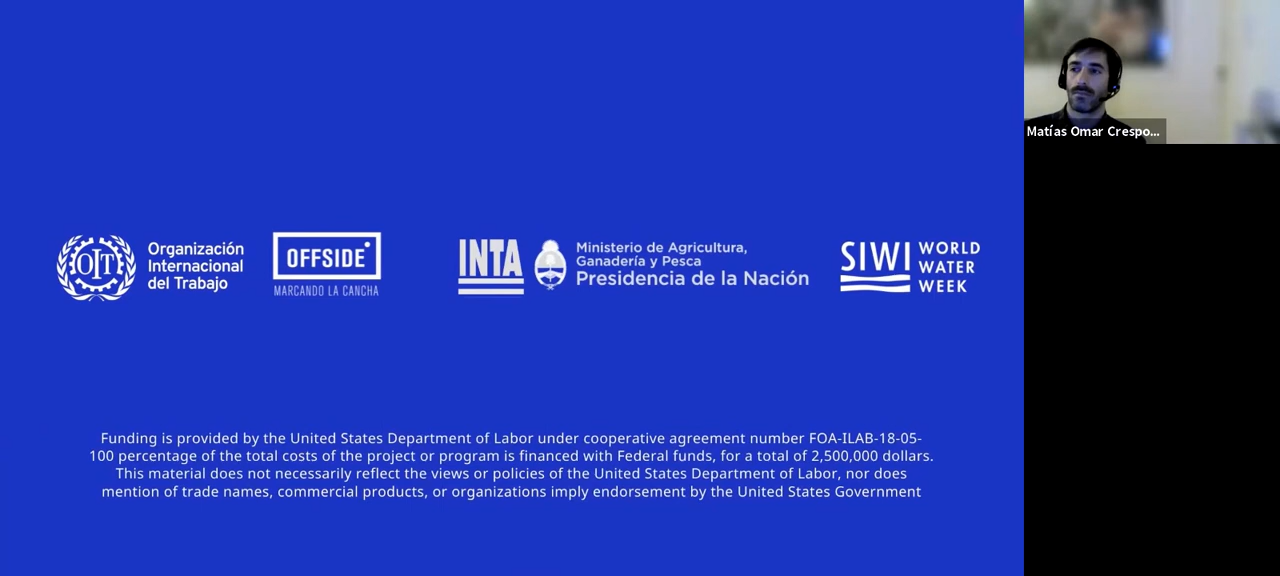 OIT
Organización
Internacional
del Trabajo
OFFSIDE
MARCANDO LA CANCHA
INTA
Ministerio de Agricultura,
Ganadería y Pesca
Presidencia de la Nación
SIWI
WORLD
WATER
WEEK
Matías Omar Crespo...
Funding is provided by the United States Department of Labor under cooperative agreement number FOA-ILAB-18-05-
100 percentage of the total costs of the project or program is financed with Federal funds, for a total of 2,500,000 dollars.
This material does not necessarily reflect the views or policies of the United States Department of Labor, nor does
mention of trade names, commercial products, or organizations imply endorsement by the United States Government